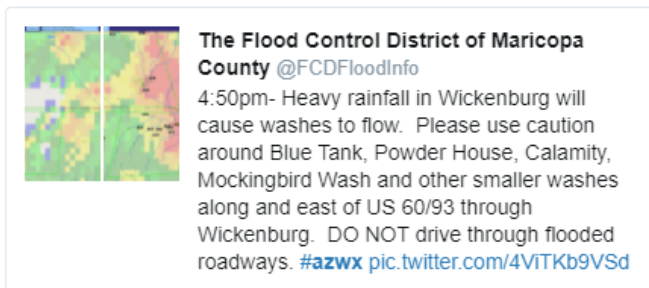 The Flood Control District of Maricopa
County @FCDFloodInfo
4:50pm- Heavy rainfall in Wickenburg will
cause washes to flow.  Please use caution
around Blue Tank, Powder House, Calamity,
Mockingbird Wash and other smaller washes
along and east of US 60/93 through
Wickenburg.  DO NOT drive through flooded
roadways. #azwx pic.twitter.com/4ViTKb9VSd